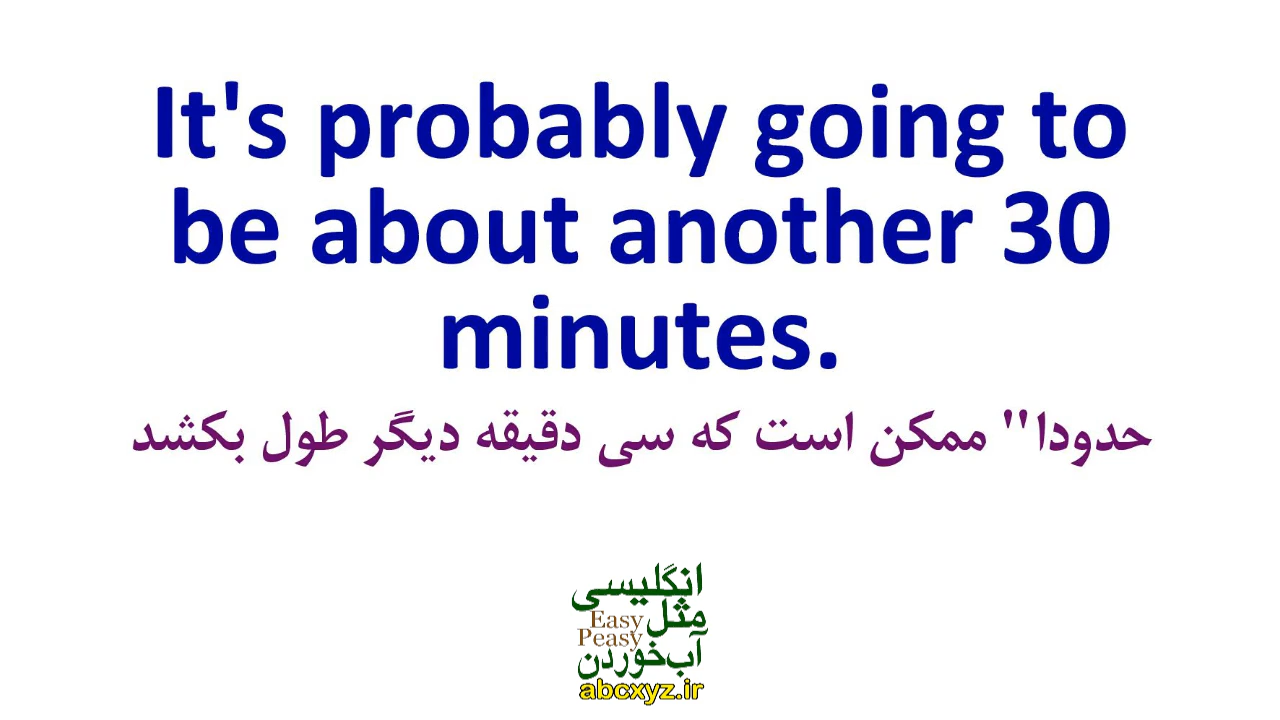 It's probably going to
be about another 30
minutes.
حدودا" ممکن است که سی دقیقه دیگر طول بکشد
انگلیسی
مثل
Easy
Peasy
آب‌خوردن
abcxyz.ir